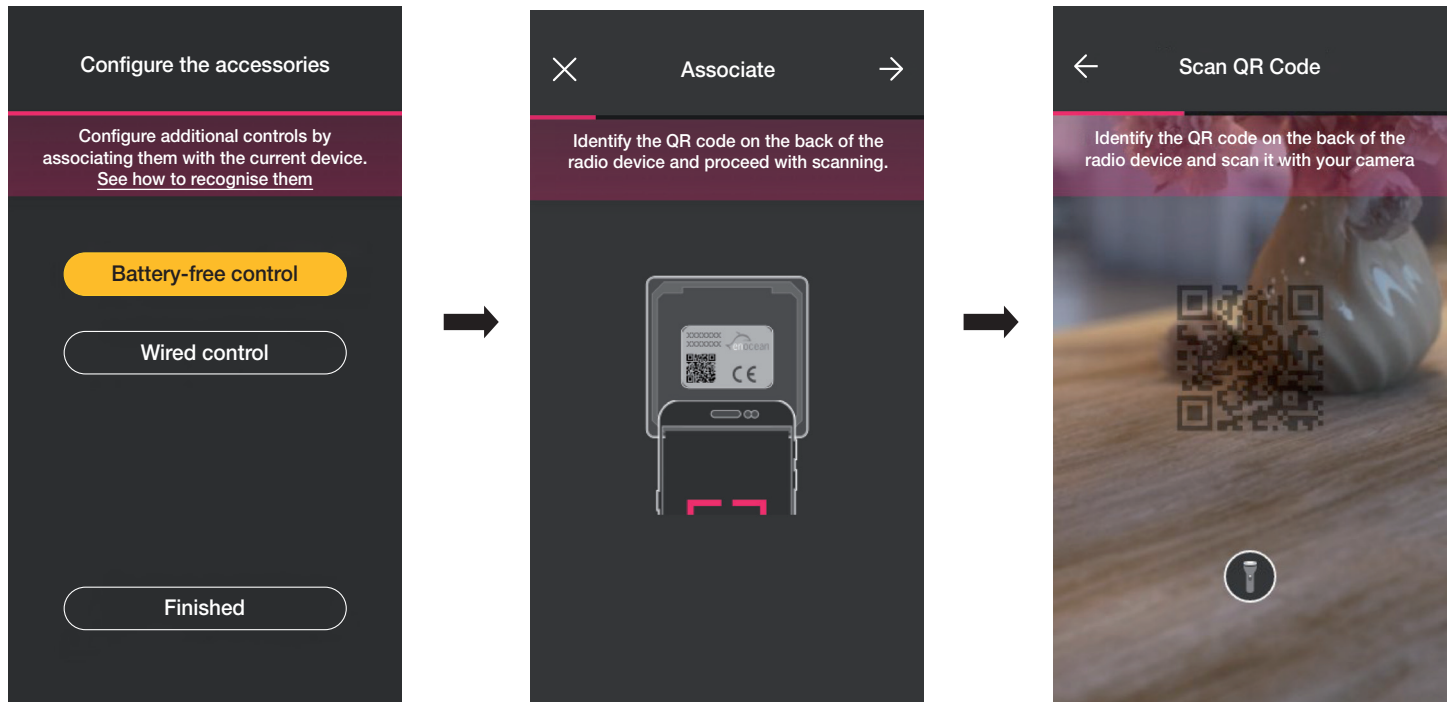 Configure the accessories
Configure additional controls by
associating them with the current device.
See how to recognise them
Battery-free control
Wired control
Finished
Associate
Identify the QR code on the back of the
radio device and proceed with scanning.
XXXXXXX
XXXXXXX
enocean
CE
Scan QR Code
Identify the QR code on the back of the
radio device and scan it with your camera